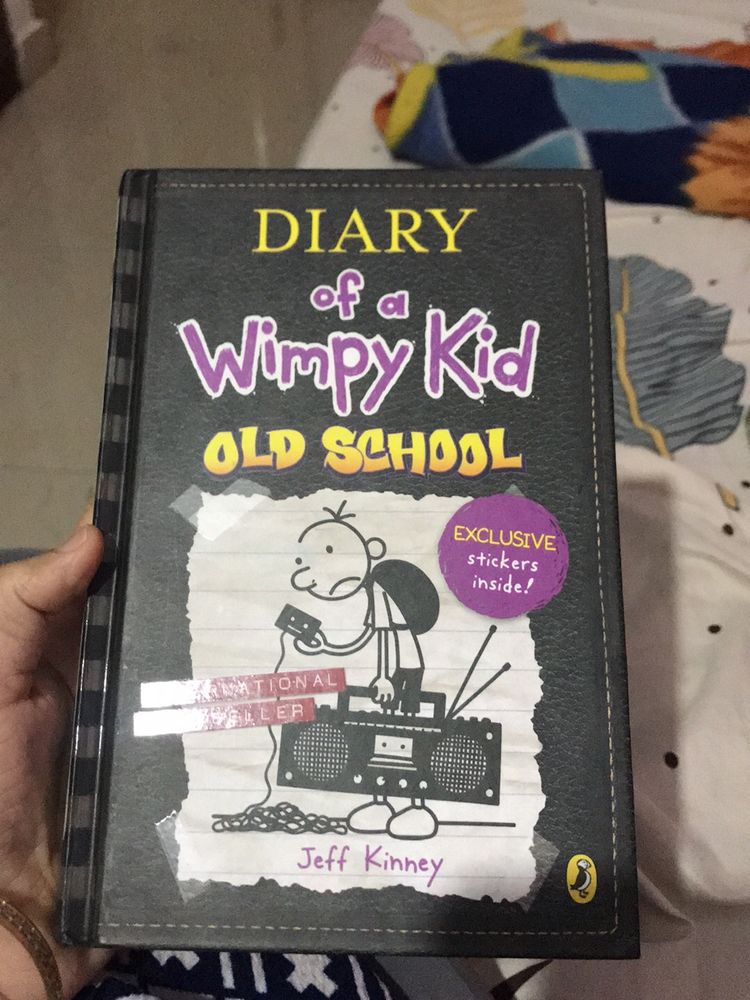 DIARY
of a
Wimpy Kid
OLD SCHOOL
EXCLUSIVE
stickers
inside!
Jeff Kinney